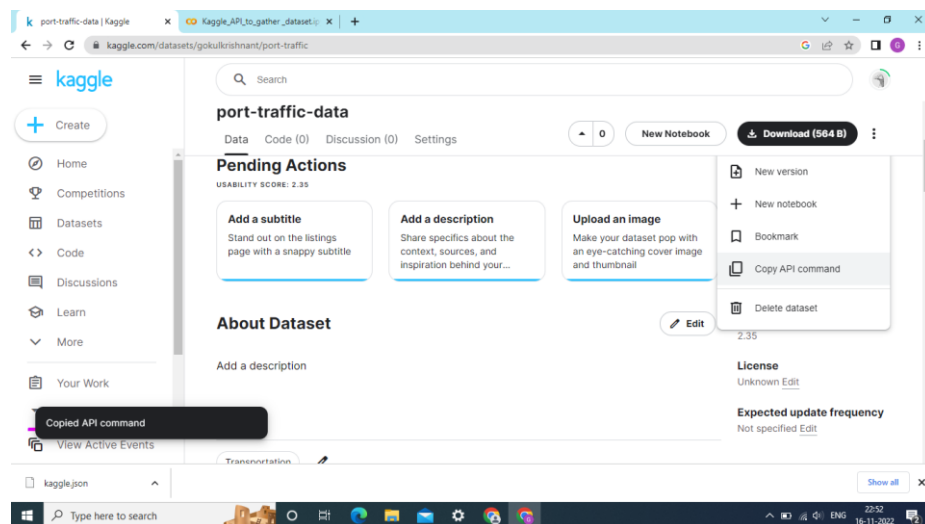 port-traffic-data | Kaggle
Kaggle_API_to_gather_dataset.ip
kaggle.com/datasets/gokulkrishnant/port-traffic
G
kaggle
Search
Create
Home
Competitions
Datasets
Code
Discussions
Learn
More
Your Work
View Active Events
Copied API command
port-traffic-data
Data Code (0) Discussion (0) Settings
0
New Notebook
Download (564 B)
Pending Actions
USABILITY SCORE: 2.35
Add a subtitle
Stand out on the listings
page with a snappy subtitle
Add a description
Share specifics about the
context, sources, and
inspiration behind your...
Upload an image
Make your dataset pop with
an eye-catching cover image
and thumbnail
New version
New notebook
Bookmark
Copy API command
Delete dataset
About Dataset
Edit
Add a description
2.35
License
Unknown Edit
Expected update frequency
Not specified Edit
Transportation
kaggle.json
Show all
Type here to search
ENG
22:52
16-11-2022
2